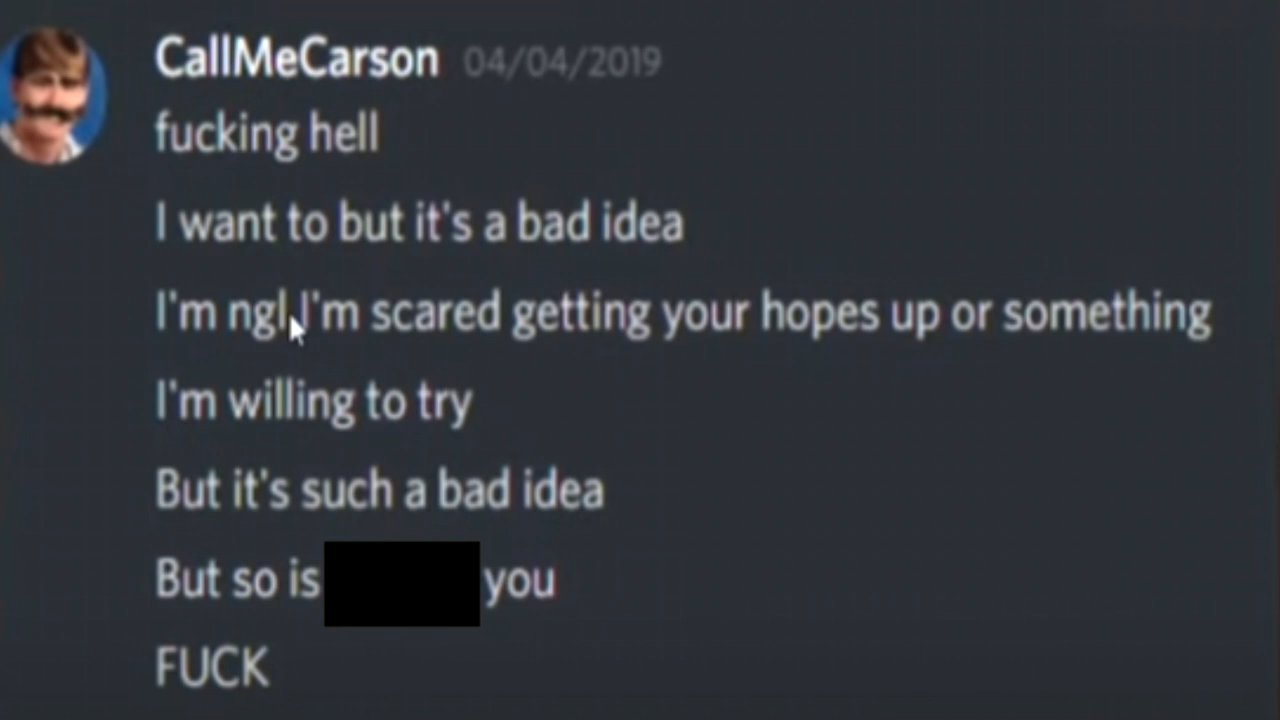 CallMeCarson 04/04/2019
fucking hell
I want to but it's a bad idea
I'm ngl I'm scared getting your hopes up or something
I'm willing to try
But it's such a bad idea
But so is you
FUCK